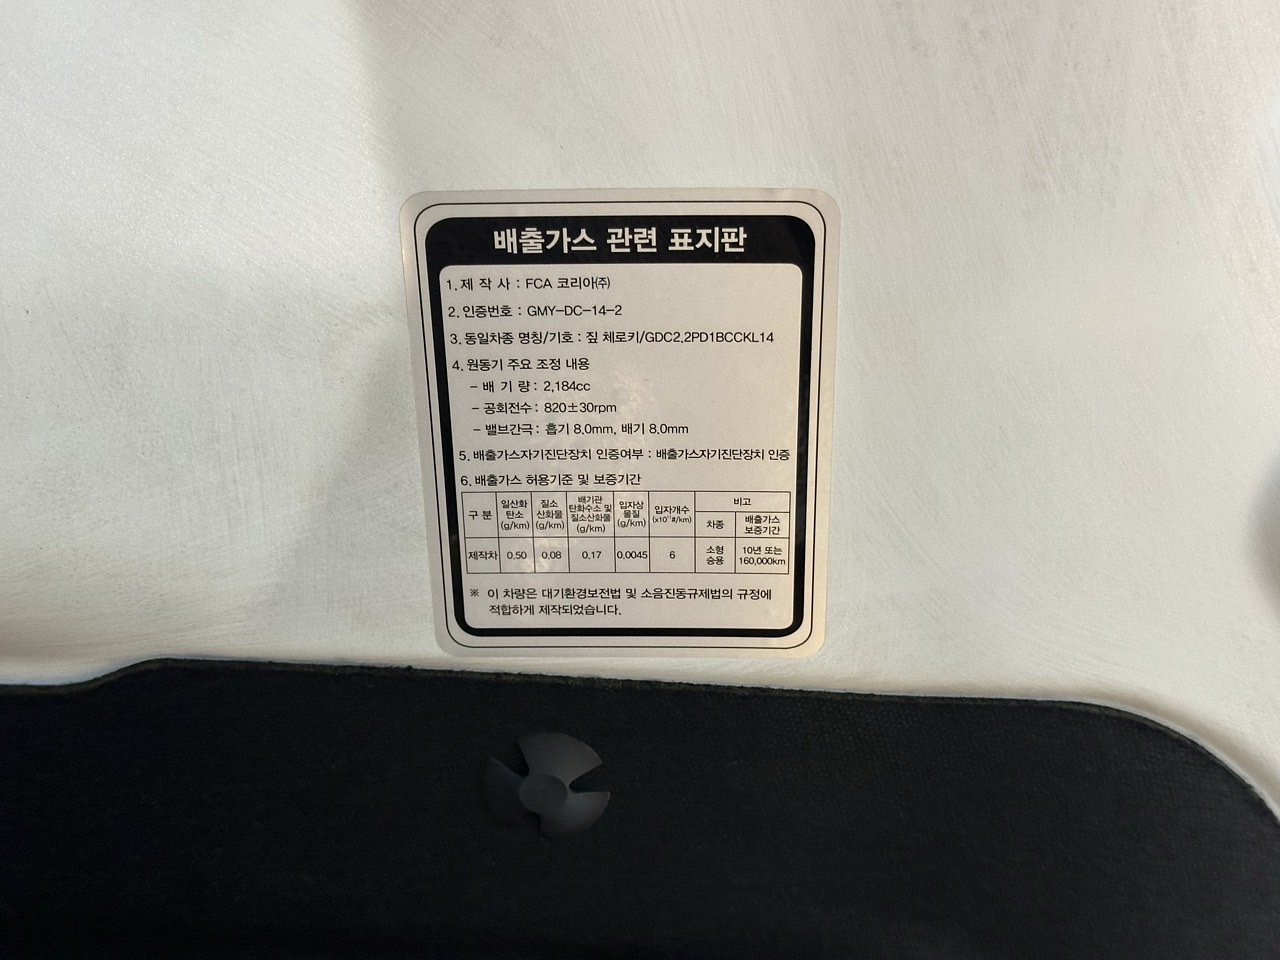 배출가스 관련 표지판
1. 제 작 사 : FCA 코리아㈜
2. 인증번호 : GMY-DC-14-2
3. 동일차종 명칭/기호 : 짚 체로키/GDC2.2PD1BCCKL14
4. 원동기 주요 조정 내용
- 배 기 량 : 2,184cc
- 공회전수 : 820±30rpm
- 밸브간극 : 흡기 8.0mm, 배기 8.0mm
5. 배출가스자기진단장치 인증여부 : 배출가스자기진단장치 인증
6. 배출가스 허용기준 및 보증기간
구 분
일산화
탄소
(g/km)
질소
산화물
(g/km)
배기관
탄화수소 및
질소산화물
(g/km)
입자상
물질
(g/km)
입자개수
(x10¹¹#/km)
비고
차종
배출가스
보증기간
제작차
0.50
0.08
0.17
0.0045
6
소형
승용
10년 또는
160,000km
※ 이 차량은 대기환경보전법 및 소음진동규제법의 규정에
적합하게 제작되었습니다.